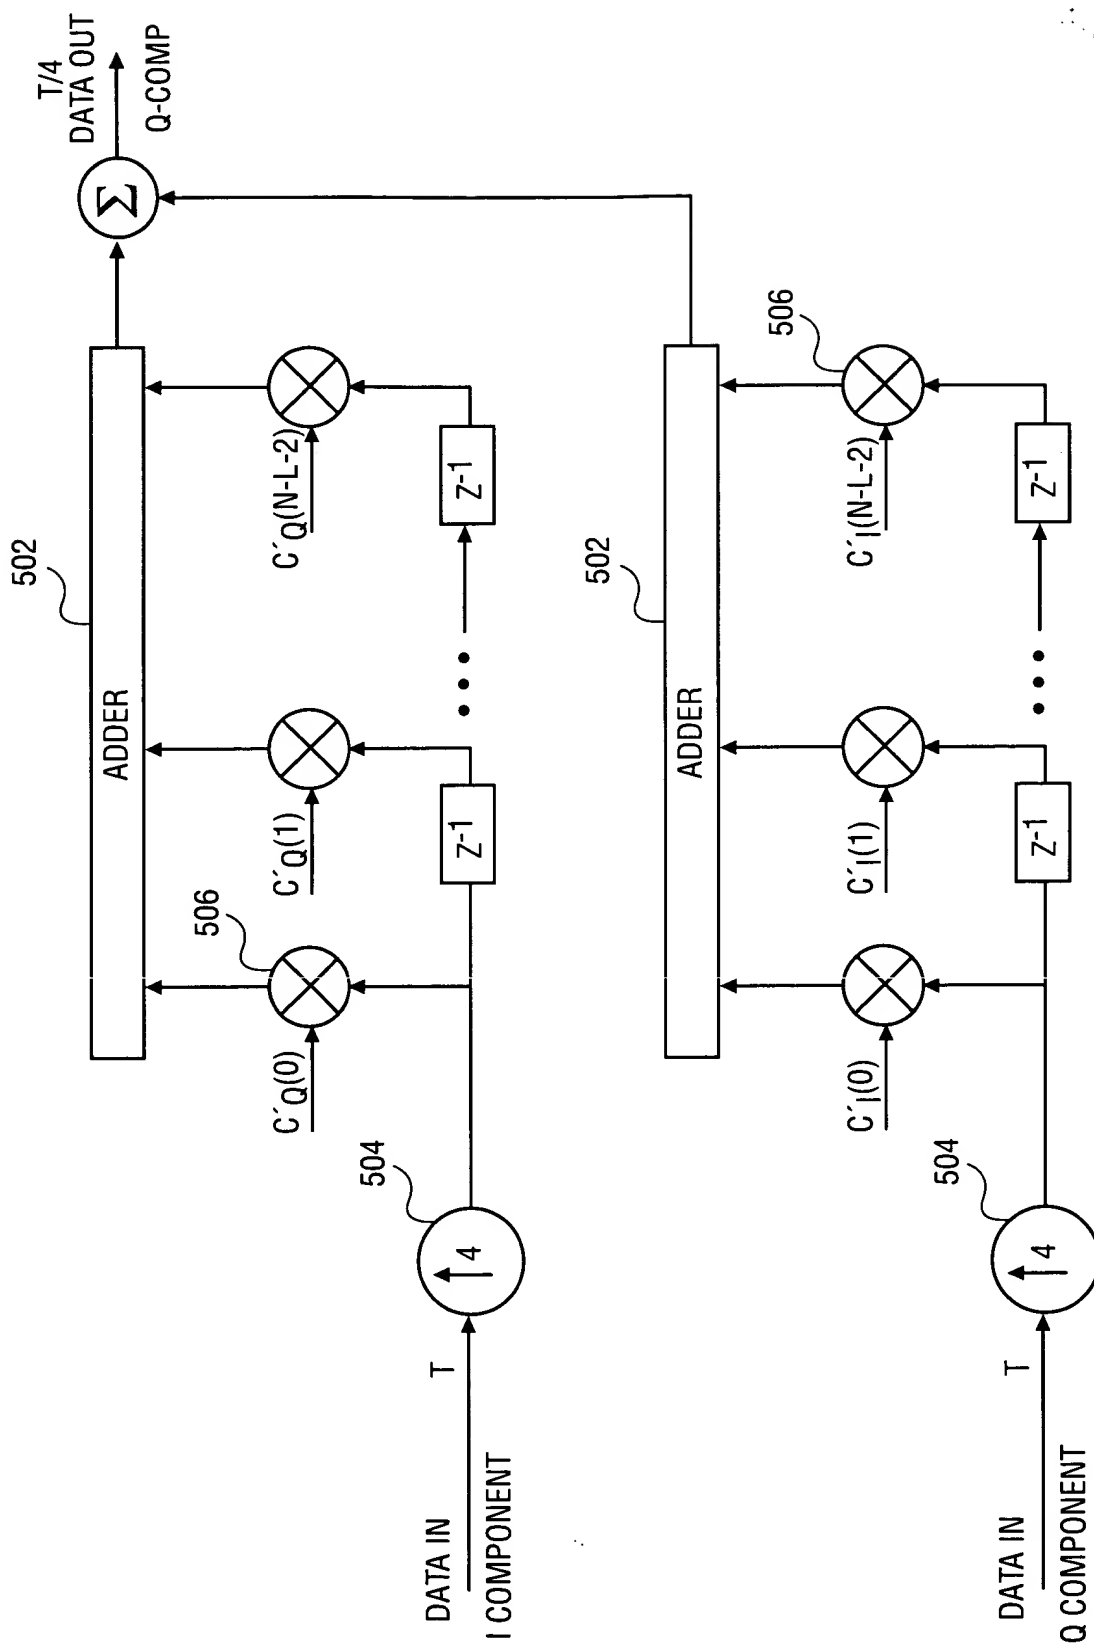 DATA IN
I COMPONENT
T
↑4
504
C´Q(0)
506
C´Q(1)
C´Q(N-L-2)
Z-1
• • •
Z-1
ADDER
502
Σ
T/4
DATA OUT
Q-COMP
DATA IN
Q COMPONENT
T
↑4
504
C´I(0)
C´I(1)
C´I(N-L-2)
506
Z-1
• • •
Z-1
ADDER
502